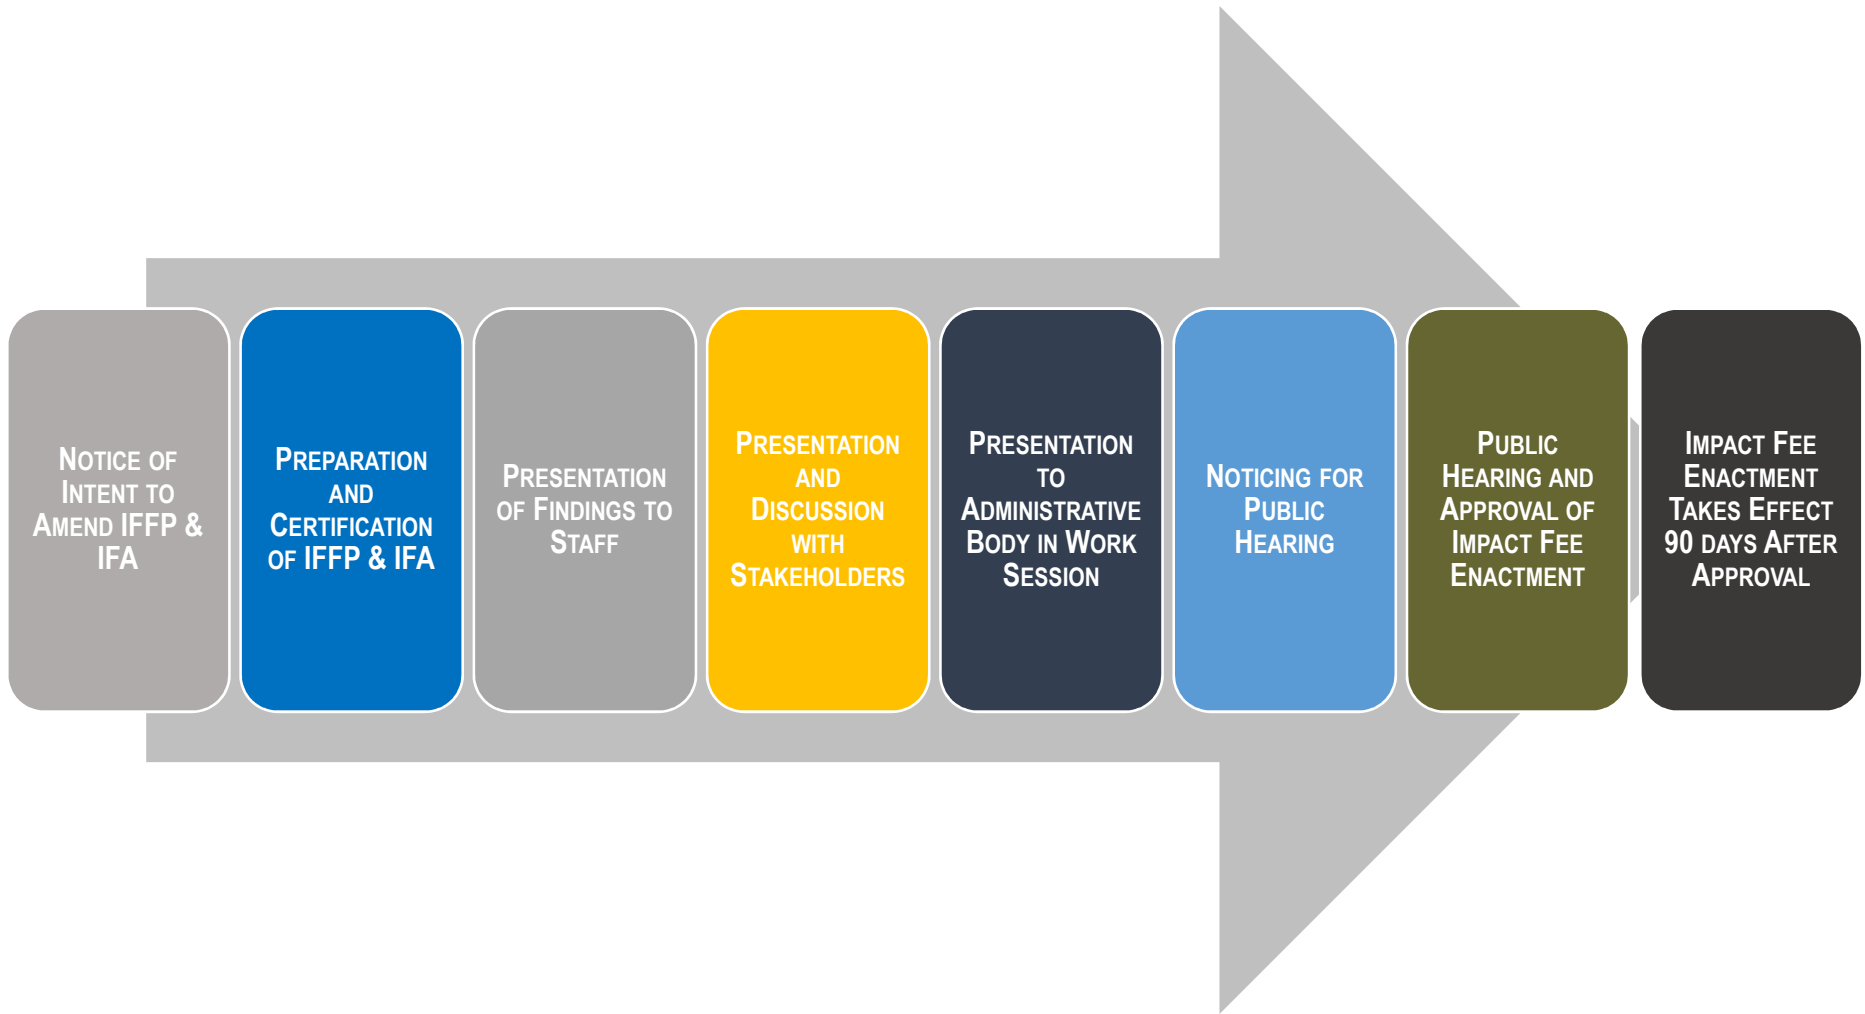 Notice of
Intent to
Amend IFFP &
IFA
Preparation
and
Certification
of IFFP & IFA
Presentation
of Findings to
Staff
Presentation
and
Discussion
with
Stakeholders
Presentation
to
Administrative
Body in Work
Session
Noticing for
Public
Hearing
Public
Hearing and
Approval of
Impact Fee
Enactment
Impact Fee
Enactment
Takes Effect
90 days After
Approval